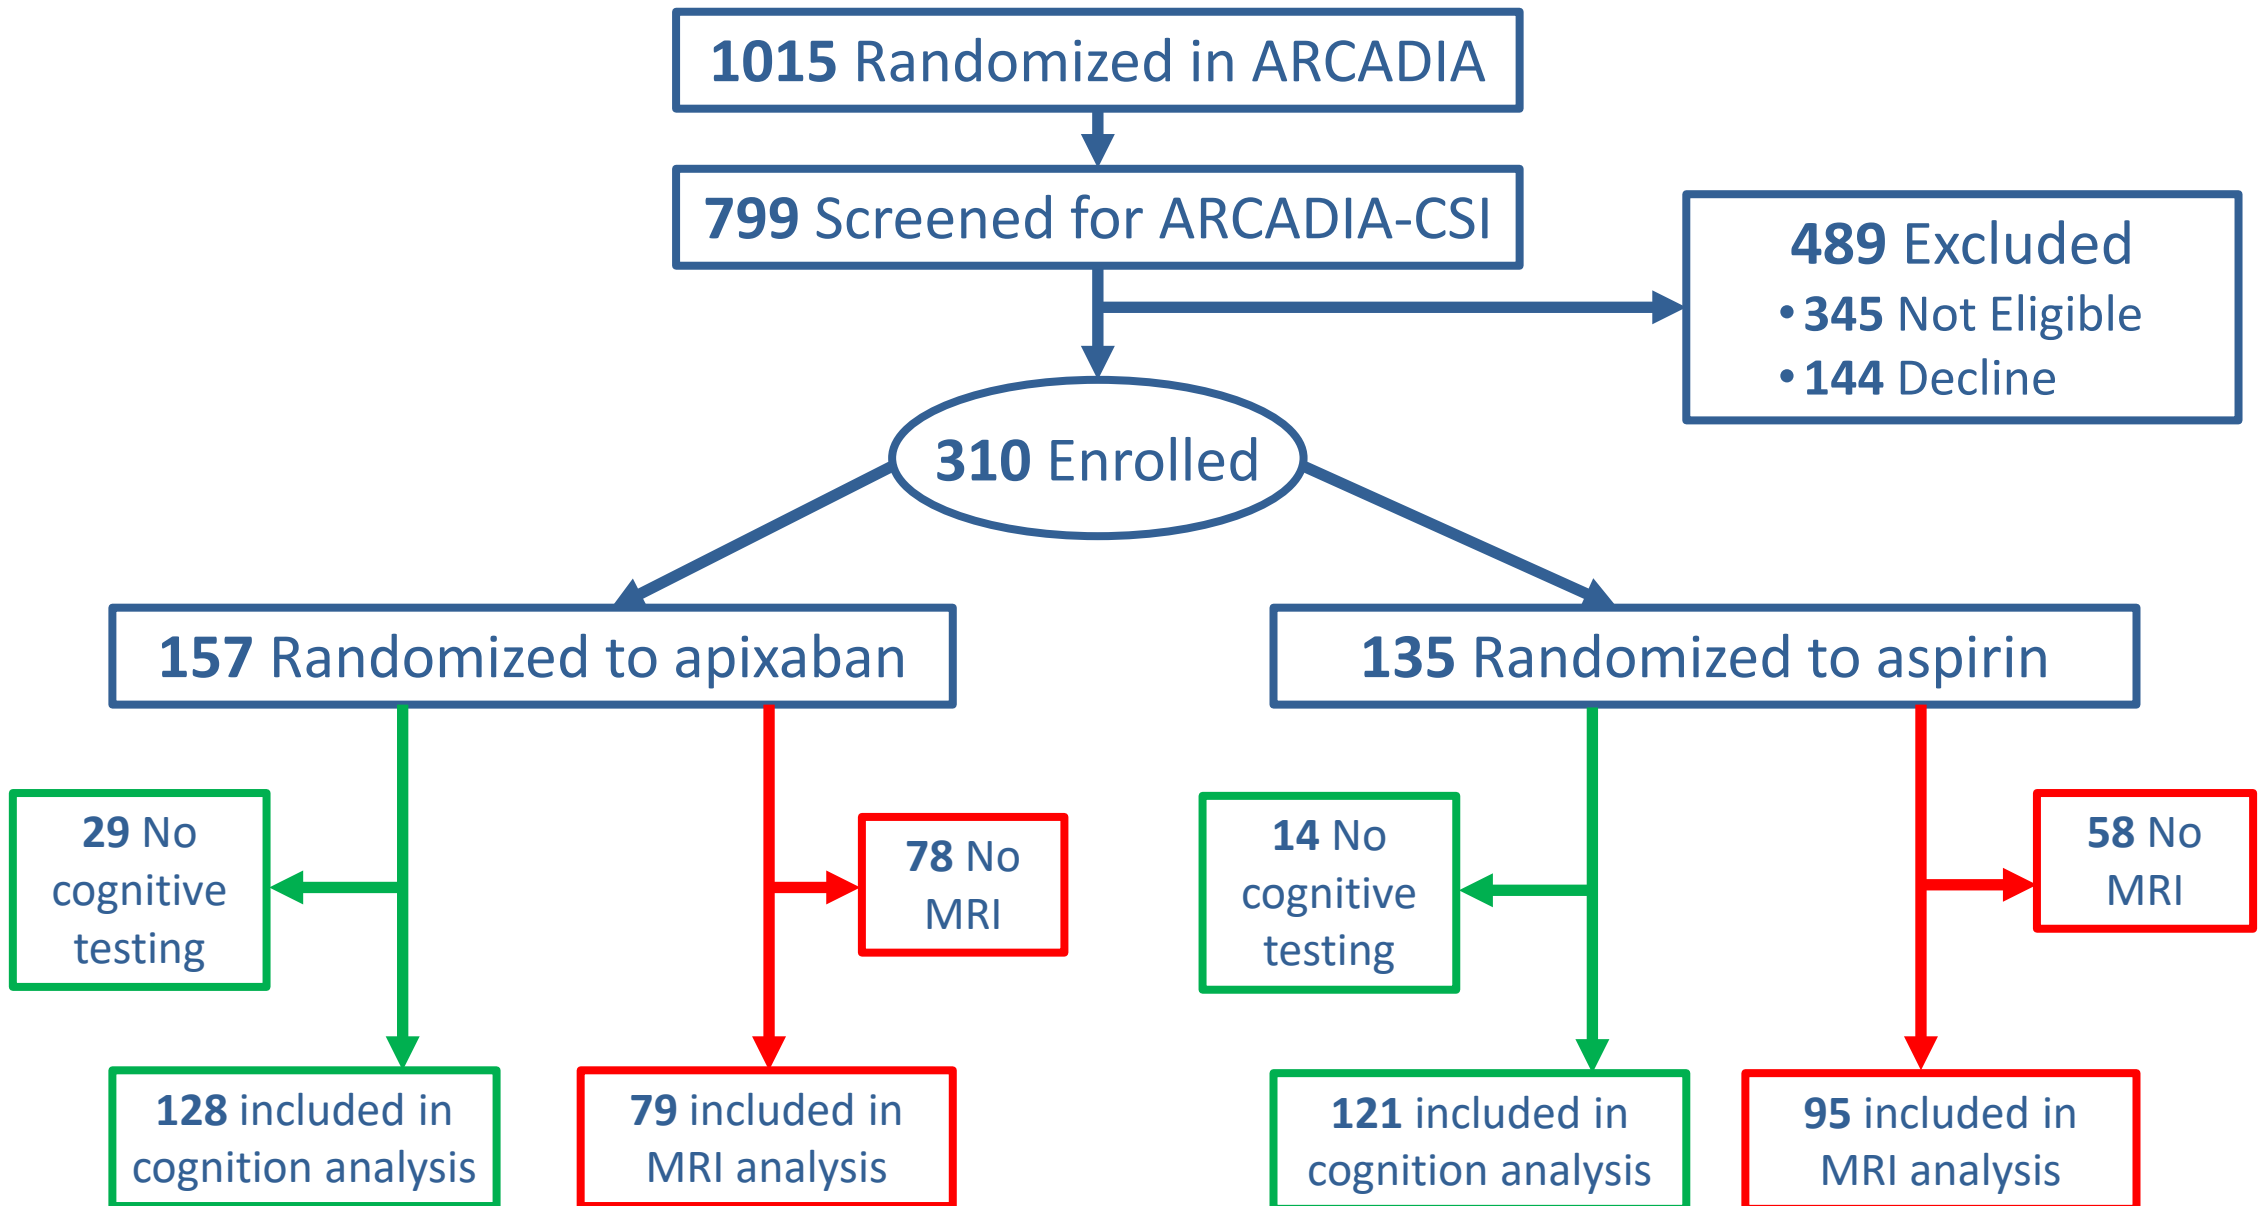 1015 Randomized in ARCADIA
799 Screened for ARCADIA-CSI
489 Excluded
• 345 Not Eligible
• 144 Decline
310 Enrolled
157 Randomized to apixaban
135 Randomized to aspirin
29 No
cognitive
testing
78 No
MRI
14 No
cognitive
testing
58 No
MRI
128 included in
cognition analysis
79 included in
MRI analysis
121 included in
cognition analysis
95 included in
MRI analysis